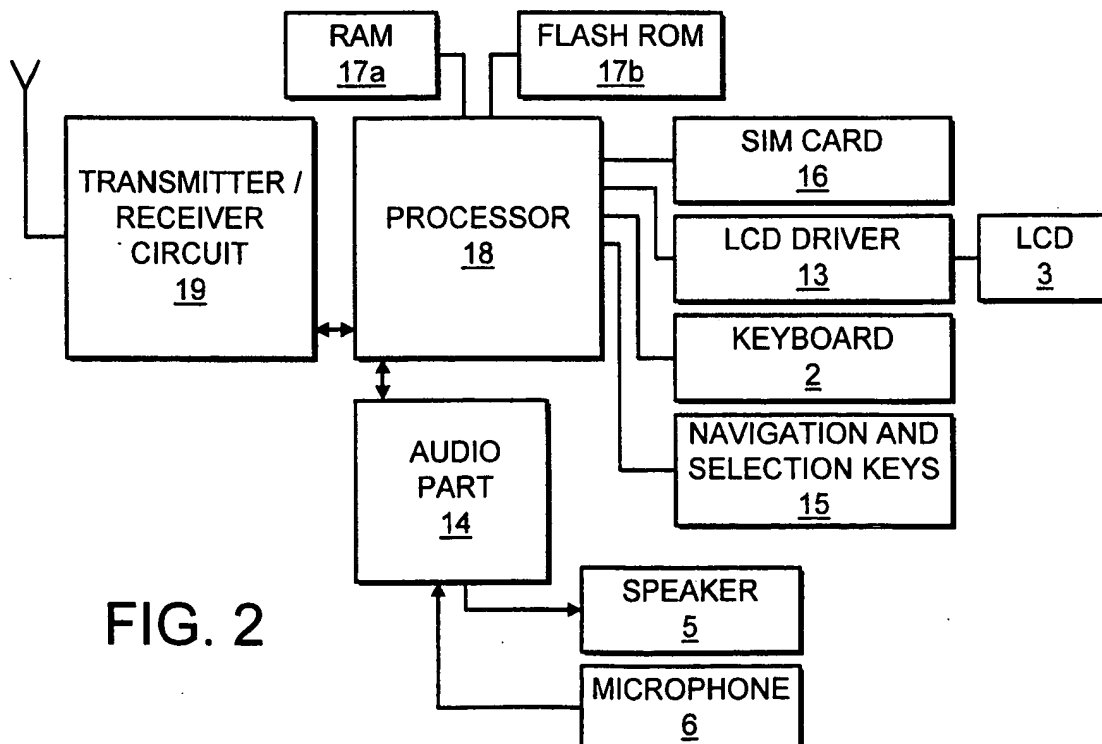 RAM
17a
FLASH ROM
17b
TRANSMITTER /
RECEIVER
CIRCUIT
19
PROCESSOR
18
SIM CARD
16
LCD DRIVER
13
LCD
3
KEYBOARD
2
NAVIGATION AND
SELECTION KEYS
15
AUDIO
PART
14
SPEAKER
5
MICROPHONE
6
FIG. 2